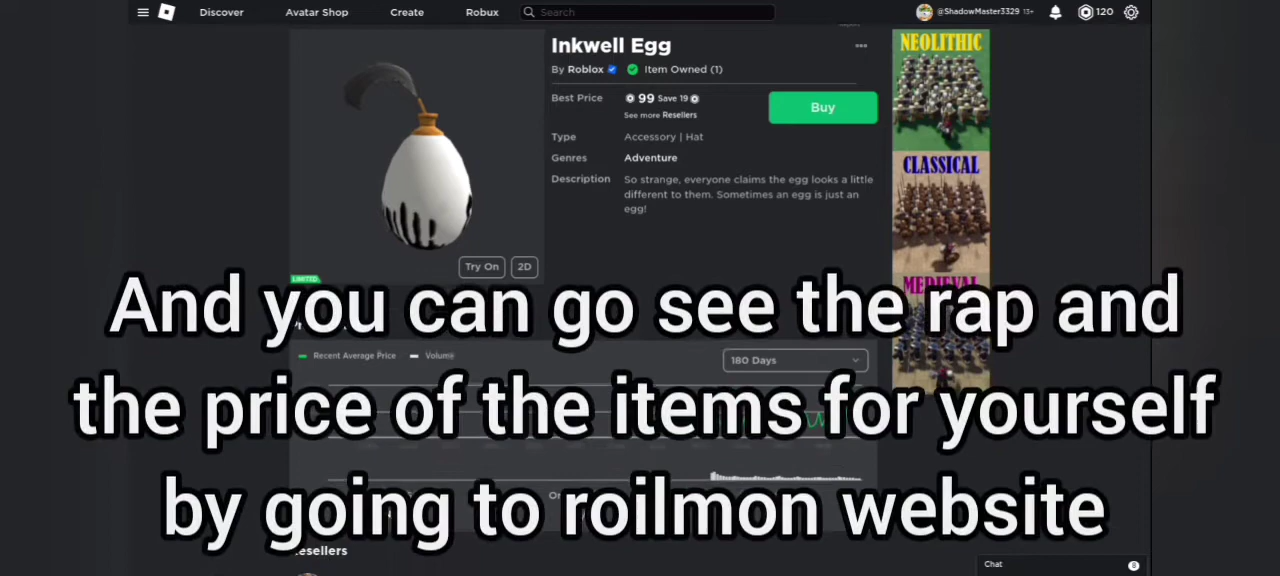 Discover
Avatar Shop
Create
Robux
Search
@ShadowMaster3329 13+
120
Inkwell Egg
By Roblox
Item Owned (1)
Best Price
99 Save 19
See more Resellers
Buy
Type
Accessory | Hat
Genres
Adventure
Description
So strange, everyone claims the egg looks a little
different to them. Sometimes an egg is just an
egg!
Try On
2D
LIMITED
NEOLITHIC
CLASSICAL
MEDIEVAL
And you can go see the rap and
the price of the items for yourself
by going to roilmon website
Recent Average Price
Volume
180 Days
Resellers
Chat